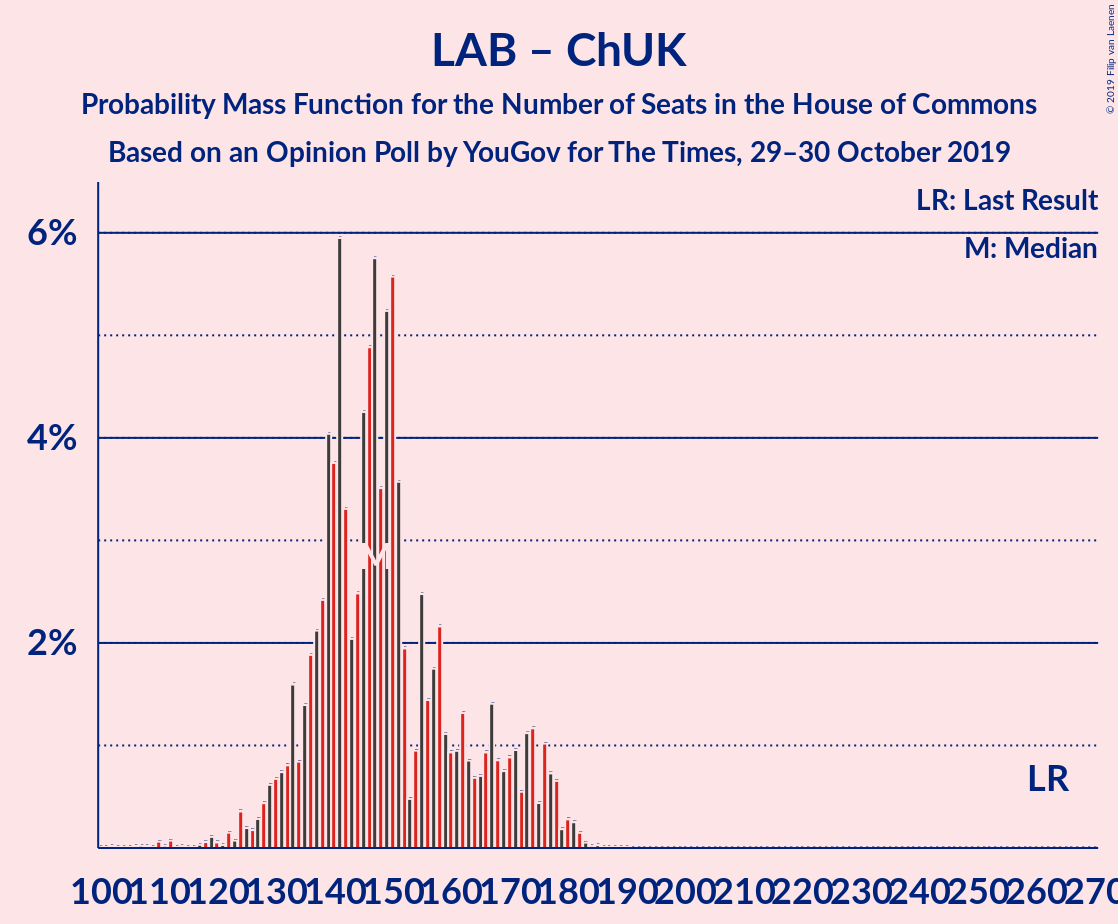 LAB – ChUK
Probability Mass Function for the Number of Seats in the House of Commons
Based on an Opinion Poll by YouGov for The Times, 29–30 October 2019
© 2019 Filip van Laenen
LR: Last Result
M: Median
6%
4%
2%
M
LR
100 110 120 130 140 150 160 170 180 190 200 210 220 230 240 250 260 270